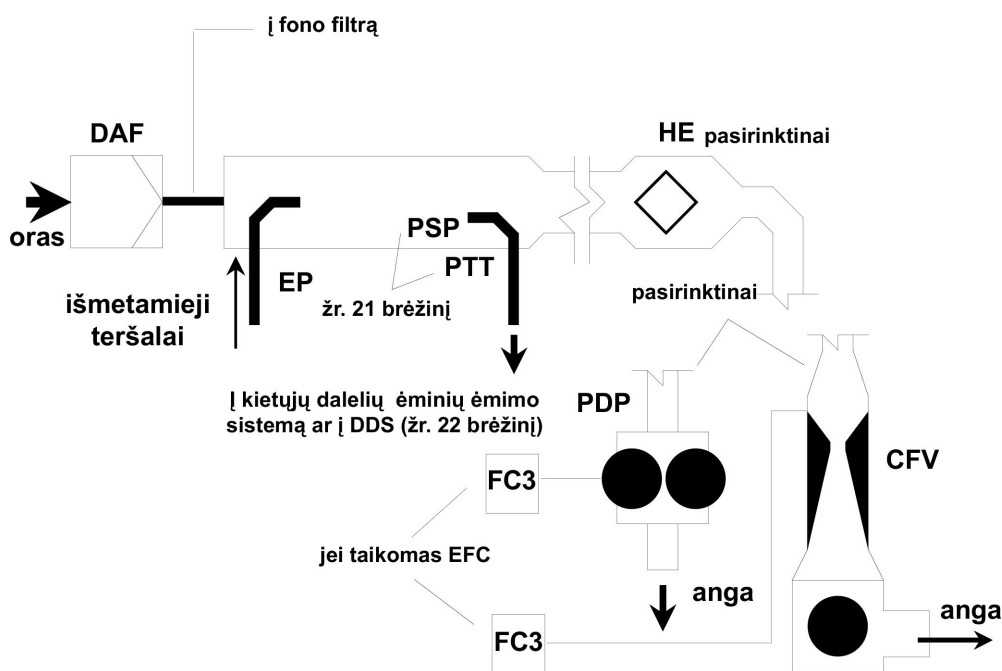 į fono filtrą
DAF
HE pasirinktinai
oras
PSP
PTT
EP
žr. 21 brėžinį
išmetamieji
teršalai
pasirinktinai
Į kietųjų dalelių ėminių ėmimo
sistemą ar į DDS (žr. 22 brėžinį)
PDP
CFV
FC3
jei taikomas EFC
anga
anga
FC3